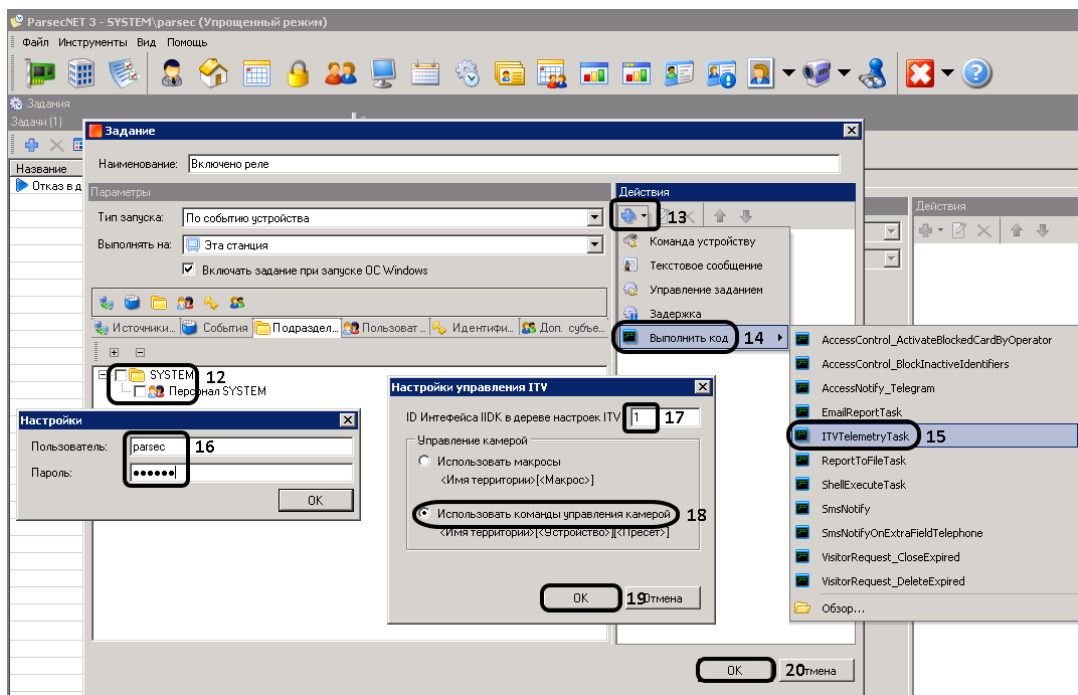 ParsecNET 3 - SYSTEM\parsec (Упрощенный режим)
Файл Инструменты Вид Помощь
Задания
Задачи (1)
Название
Отказ в д
Задание
Наименование: Включено реле
Параметры
Тип запуска: По событию устройства
Выполнять на: Эта станция
Включать задание при запуске ОС Windows
Источники... События Подраздел... Пользоват... Идентифи... Доп. субъе...
SYSTEM 12
Персонал SYSTEM
Действия
13
Команда устройству
Текстовое сообщение
Управление заданием
Задержка
Выполнить код 14
Действия
AccessControl_ActivateBlockedCardByOperator
AccessControl_BlockInactiveIdentifiers
AccessNotify_Telegram
EmailReportTask
ITVTelemetryTask 15
ReportToFileTask
ShellExecuteTask
SmsNotify
SmsNotifyOnExtraFieldTelephone
VisitorRequest_CloseExpired
VisitorRequest_DeleteExpired
Обзор...
Настройки
Пользователь: parsec 16
Пароль: ••••••
OK
Настройки управления ITV
ID Интефейса IIDK в дереве настроек ITV 1 17
Управление камерой
Использовать макросы
<Имя территории>[<Макрос>]
Использовать команды управления камерой 18
<Имя территории>[<Устройство>][<Пресет>]
OK 19 Отмена
OK 20 Отмена